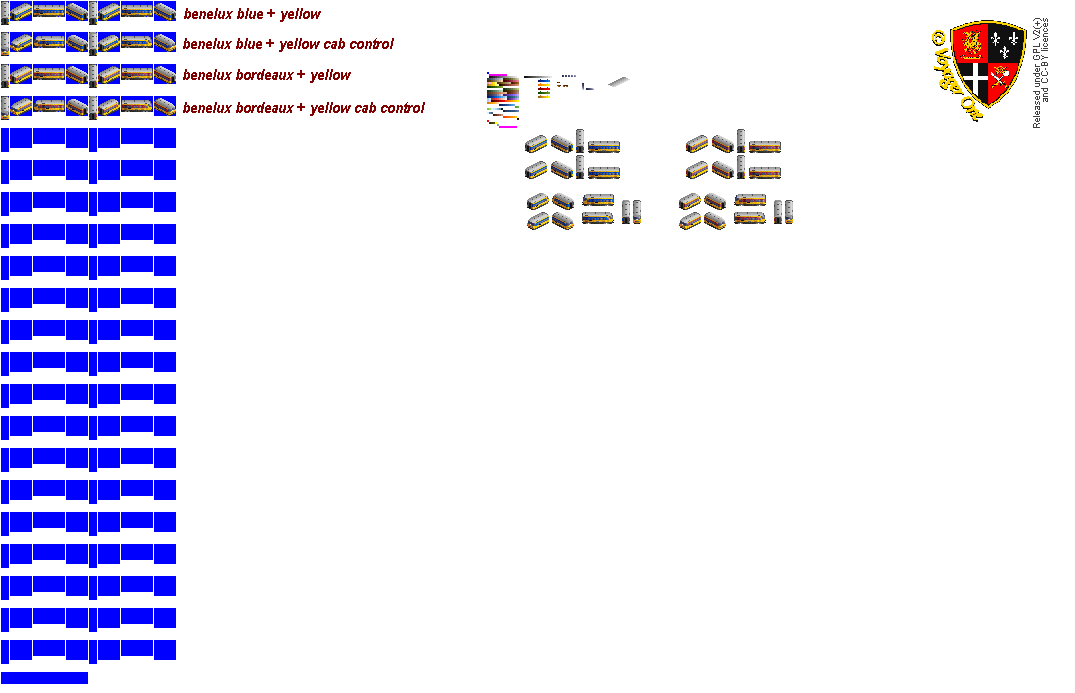 benelux blue + yellow
benelux blue + yellow cab control
benelux bordeaux + yellow
benelux bordeaux + yellow cab control
© Voyager One
Released under GPL V2(+)
and CC-BY licences